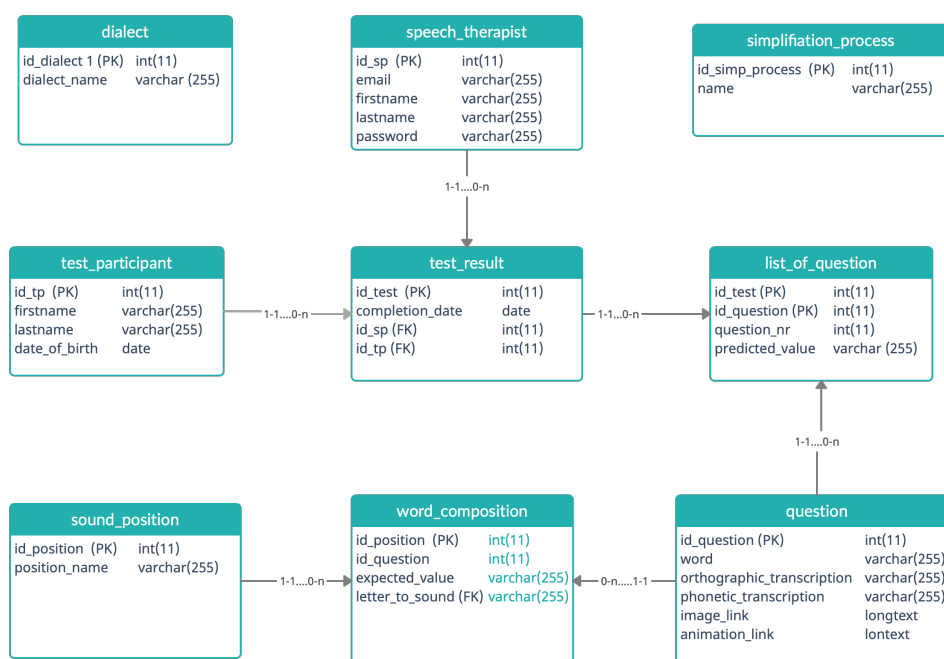 dialect
id_dialect 1 (PK) int(11)
dialect_name varchar (255)
speech_therapist
id_sp (PK) int(11)
email varchar(255)
firstname varchar(255)
lastname varchar(255)
password varchar(255)
simplifiation_process
id_simp_process (PK) int(11)
name varchar(255)
1-1....0-n
test_participant
id_tp (PK) int(11)
firstname varchar(255)
lastname varchar(255)
date_of_birth date
1-1....0-n
test_result
id_test (PK) int(11)
completion_date date
id_sp (FK) int(11)
id_tp (FK) int(11)
1-1...0-n
list_of_question
id_test (PK) int(11)
id_question (PK) int(11)
question_nr int(11)
predicted_value varchar (255)
1-1....0-n
sound_position
id_position (PK) int(11)
position_name varchar(255)
1-1....0-n
word_composition
id_position (PK) int(11)
id_question int(11)
expected_value varchar(255)
letter_to_sound (FK) varchar(255)
0-n.....1-1
question
id_question (PK) int(11)
word varchar(255)
orthographic_transcription varchar(255)
phonetic_transcription varchar(255)
image_link longtext
animation_link lontext